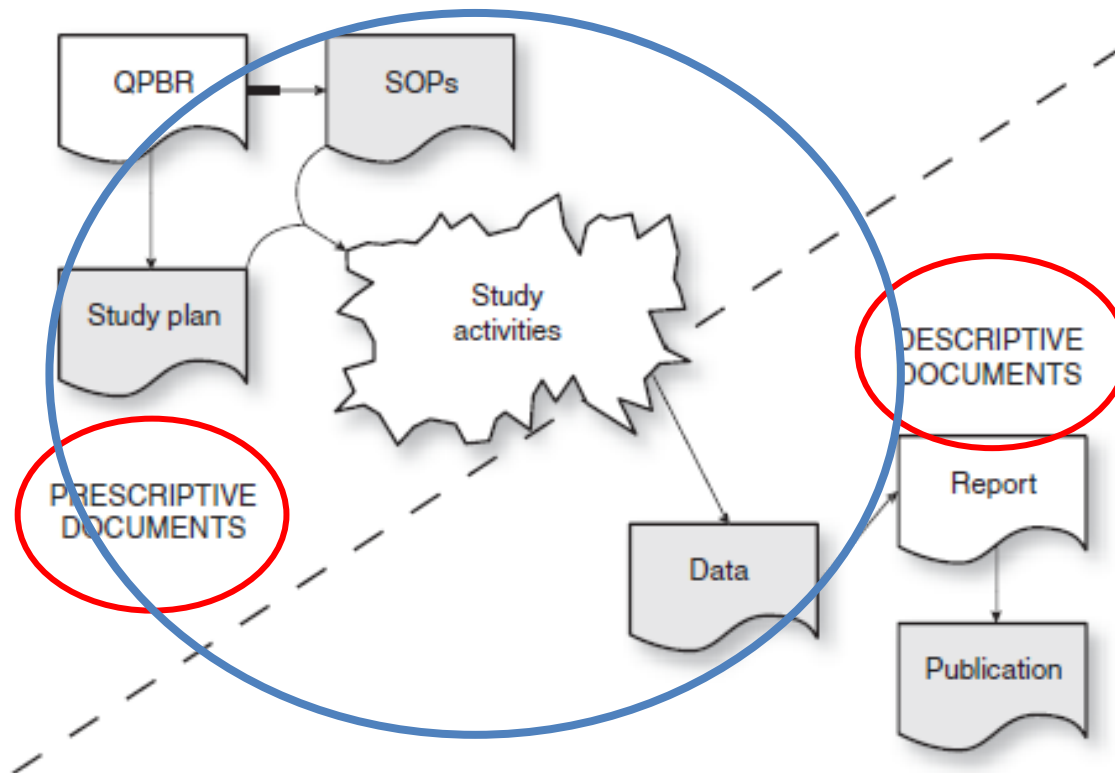 QPBR
SOPs
Study plan
Study
activities
DESCRIPTIVE
DOCUMENTS
PRESCRIPTIVE
DOCUMENTS
Report
Data
Publication